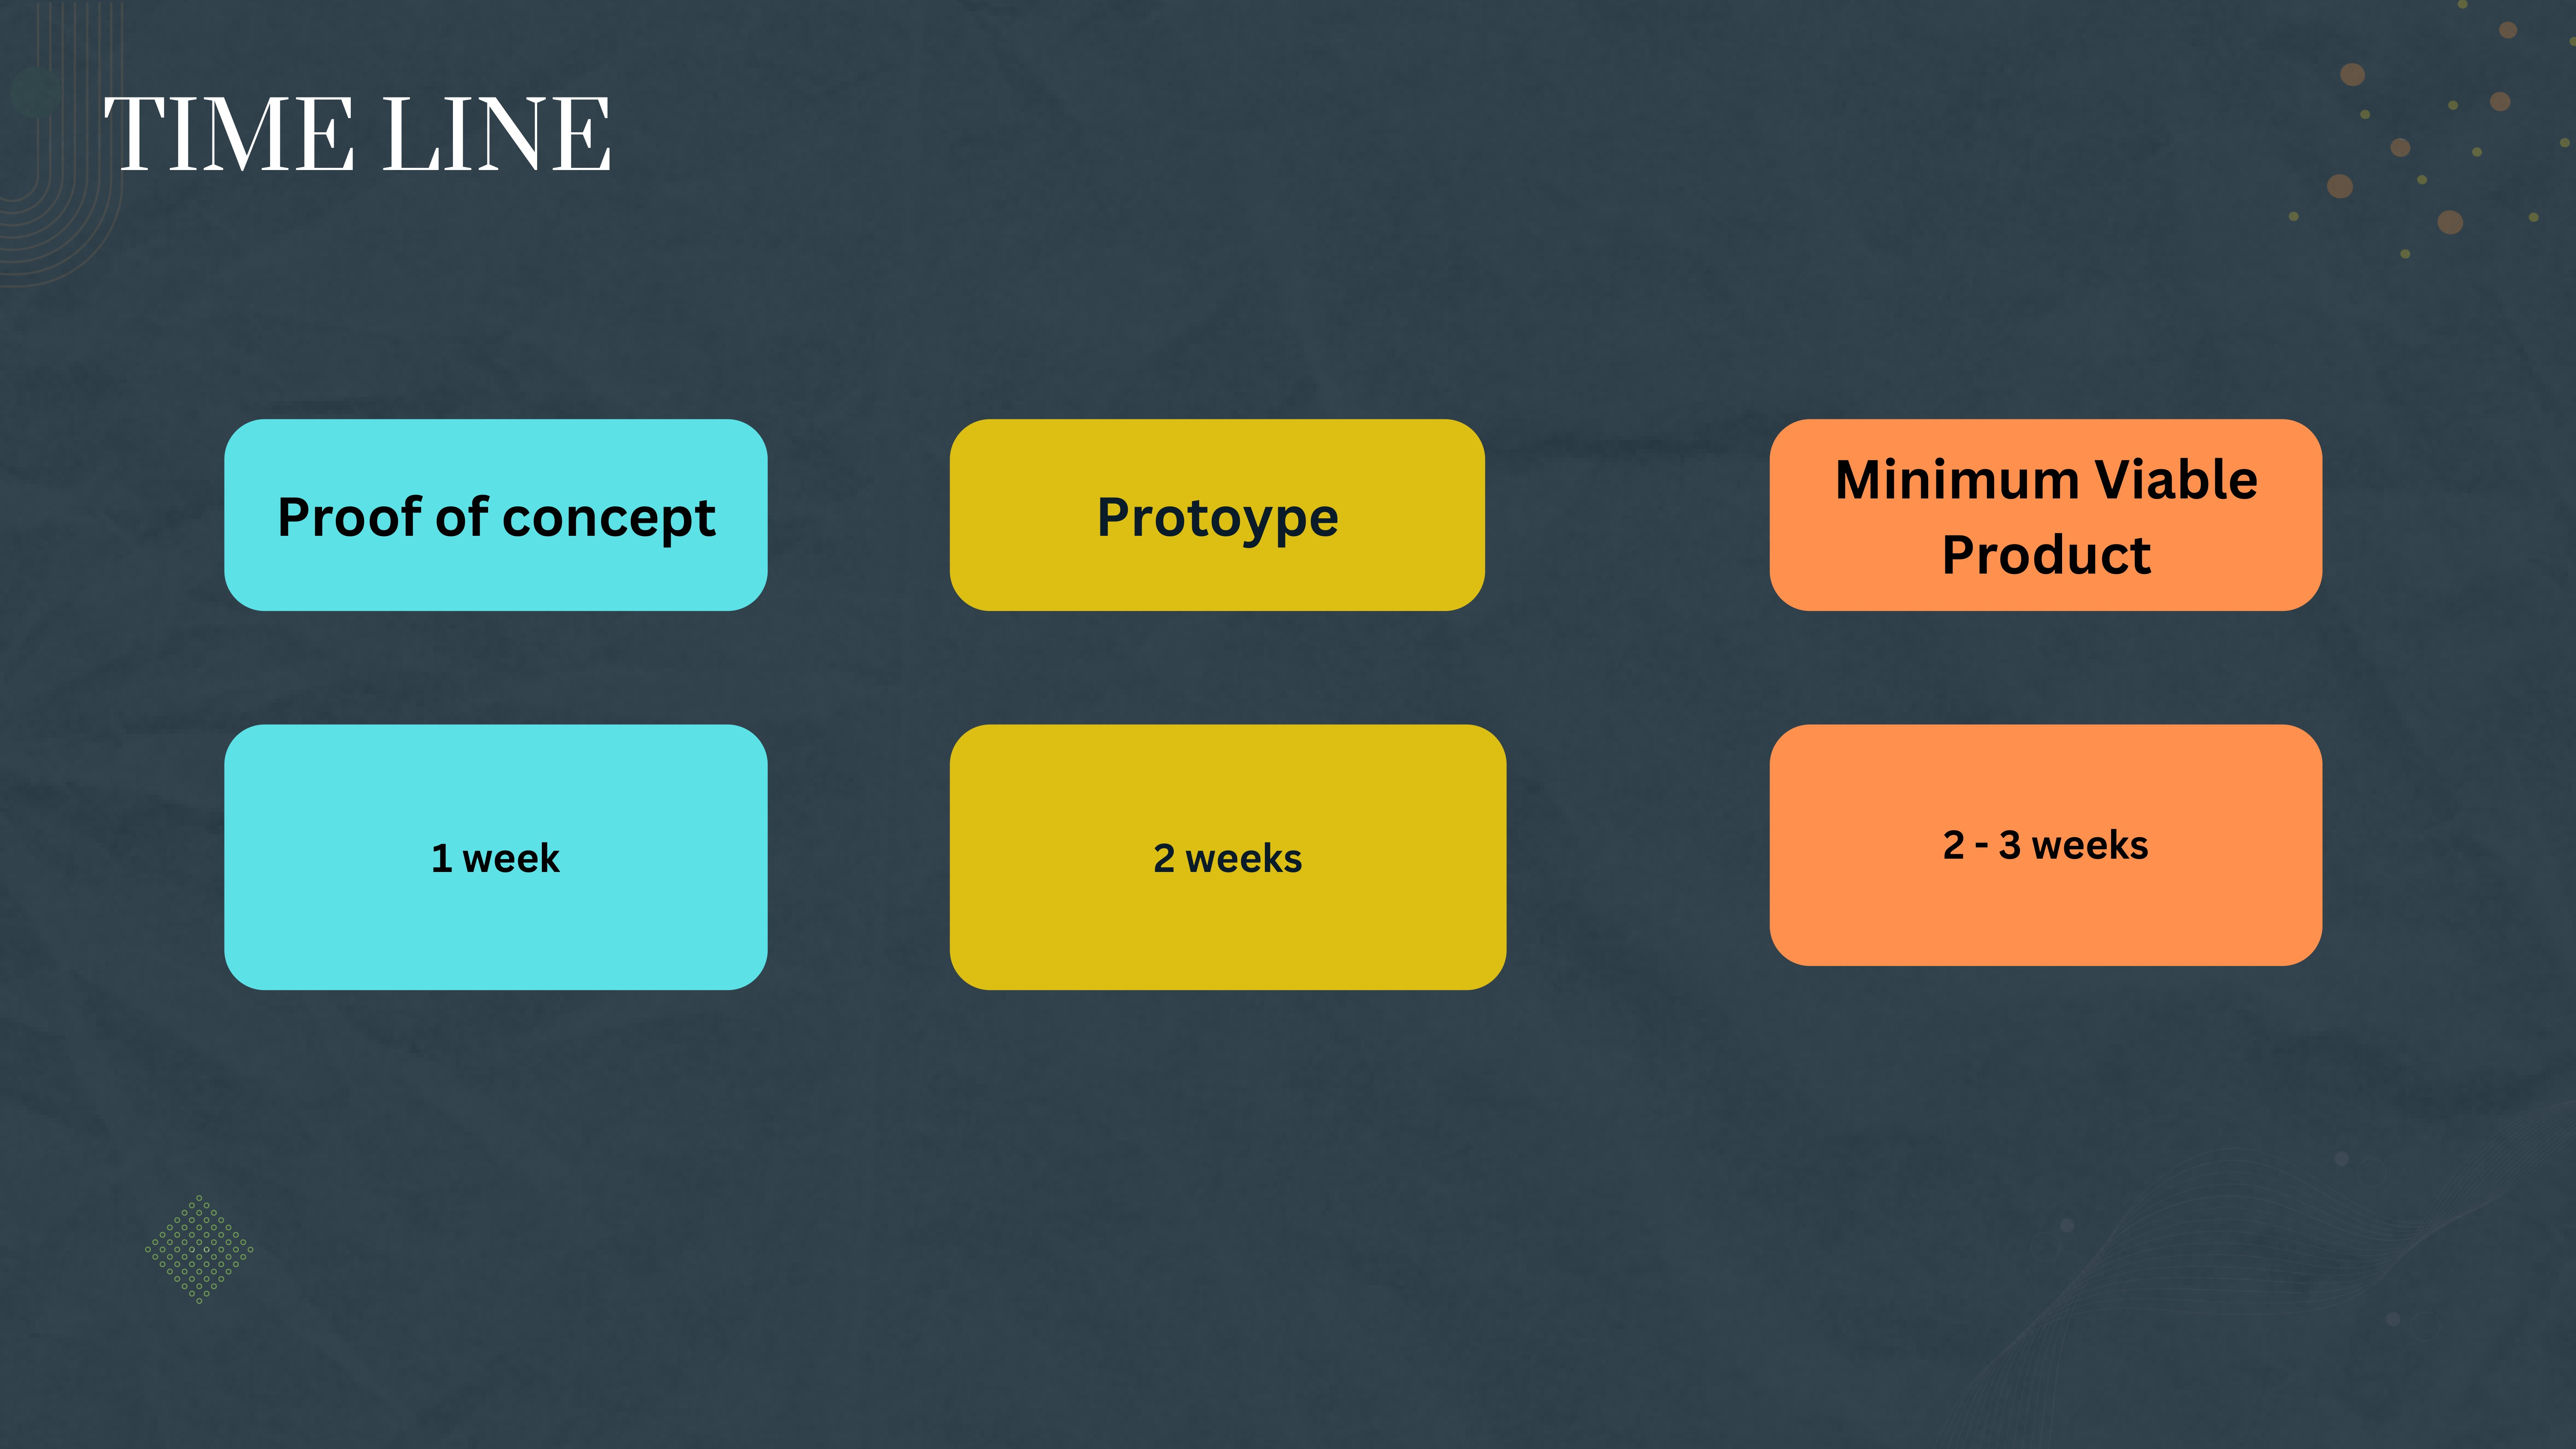 TIME LINE
Proof of concept
Protoype
Minimum Viable
Product
1 week
2 weeks
2 - 3 weeks